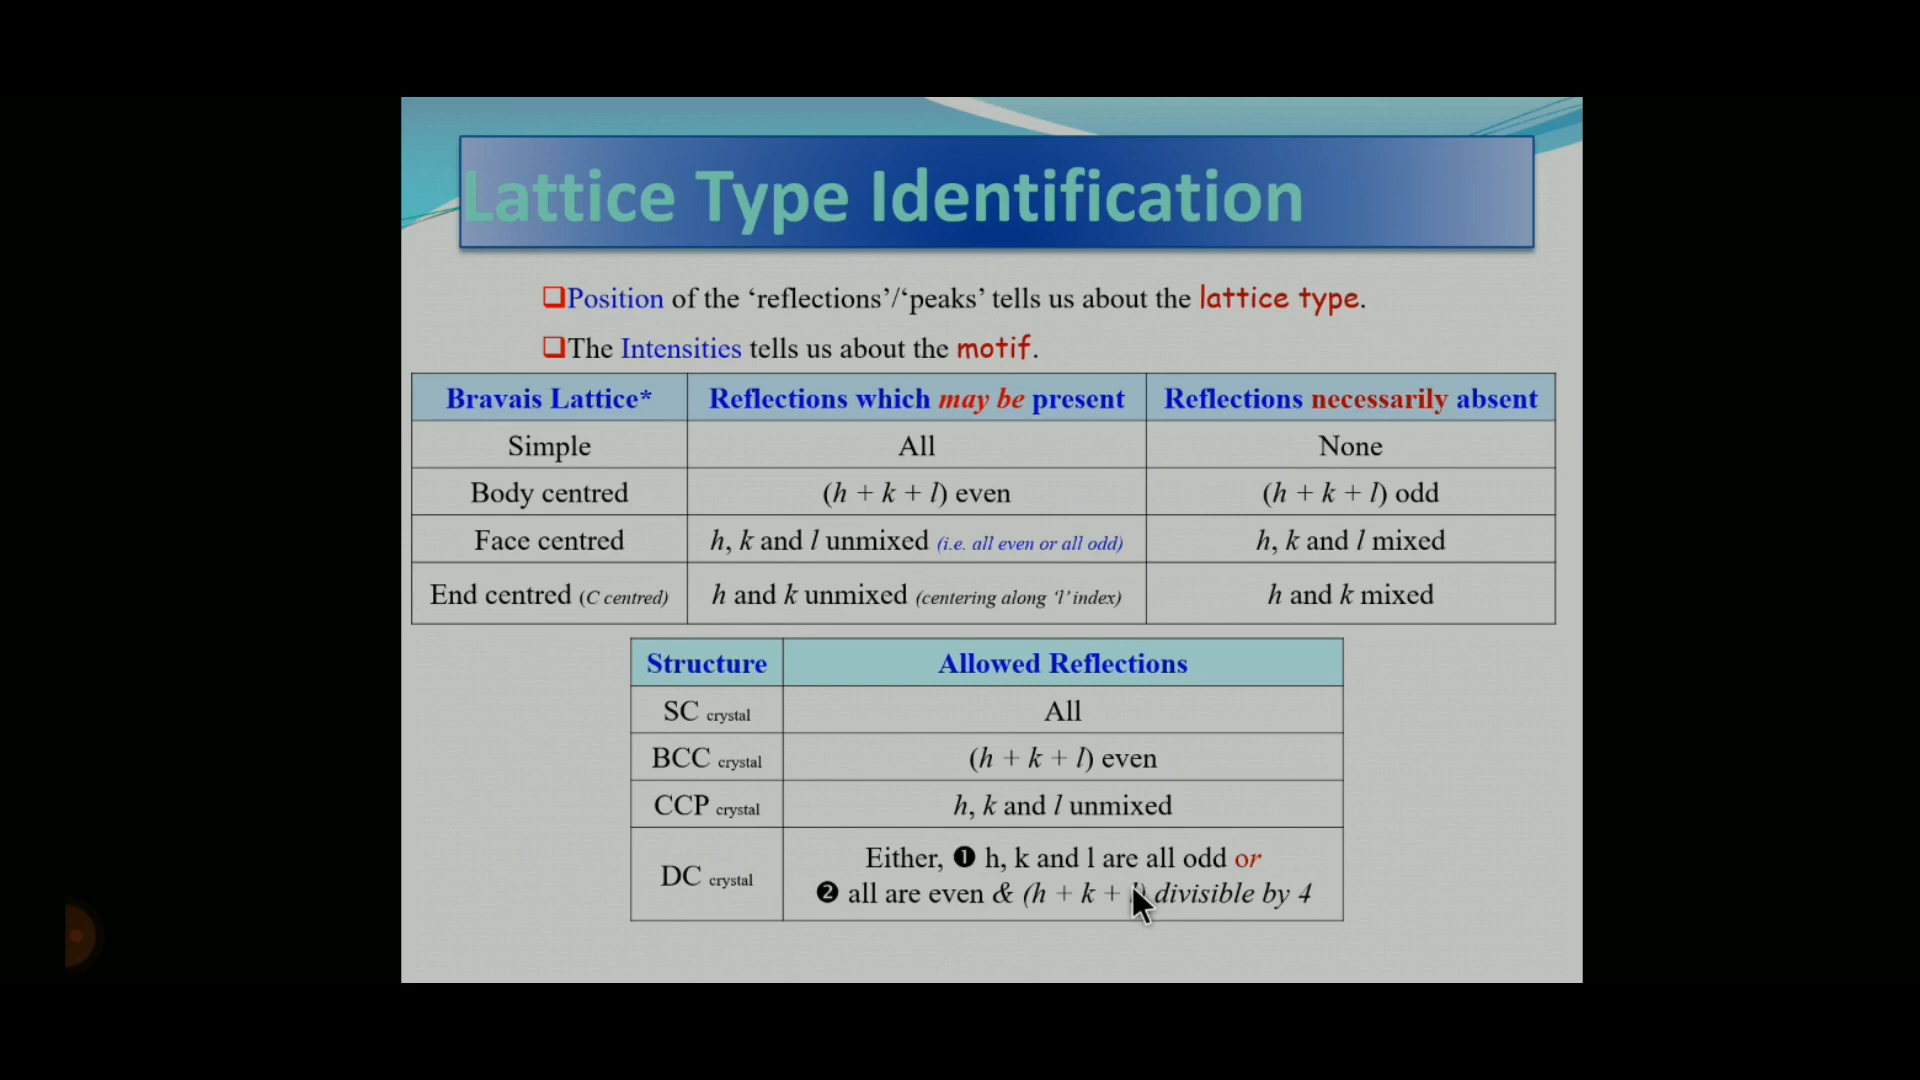 Lattice Type Identification
❑Position of the ‘reflections’/‘peaks’ tells us about the lattice type.
❑The Intensities tells us about the motif.
Bravais Lattice* Reflections which may be present Reflections necessarily absent
Simple All None
Body centred (h + k + l) even (h + k + l) odd
Face centred h, k and l unmixed (i.e. all even or all odd) h, k and l mixed
End centred (C centred) h and k unmixed (centering along ‘l’ index) h and k mixed
Structure Allowed Reflections
SC crystal All
BCC crystal (h + k + l) even
CCP crystal h, k and l unmixed
DC crystal Either, ❶ h, k and l are all odd or
❷ all are even & (h + k + l) divisible by 4